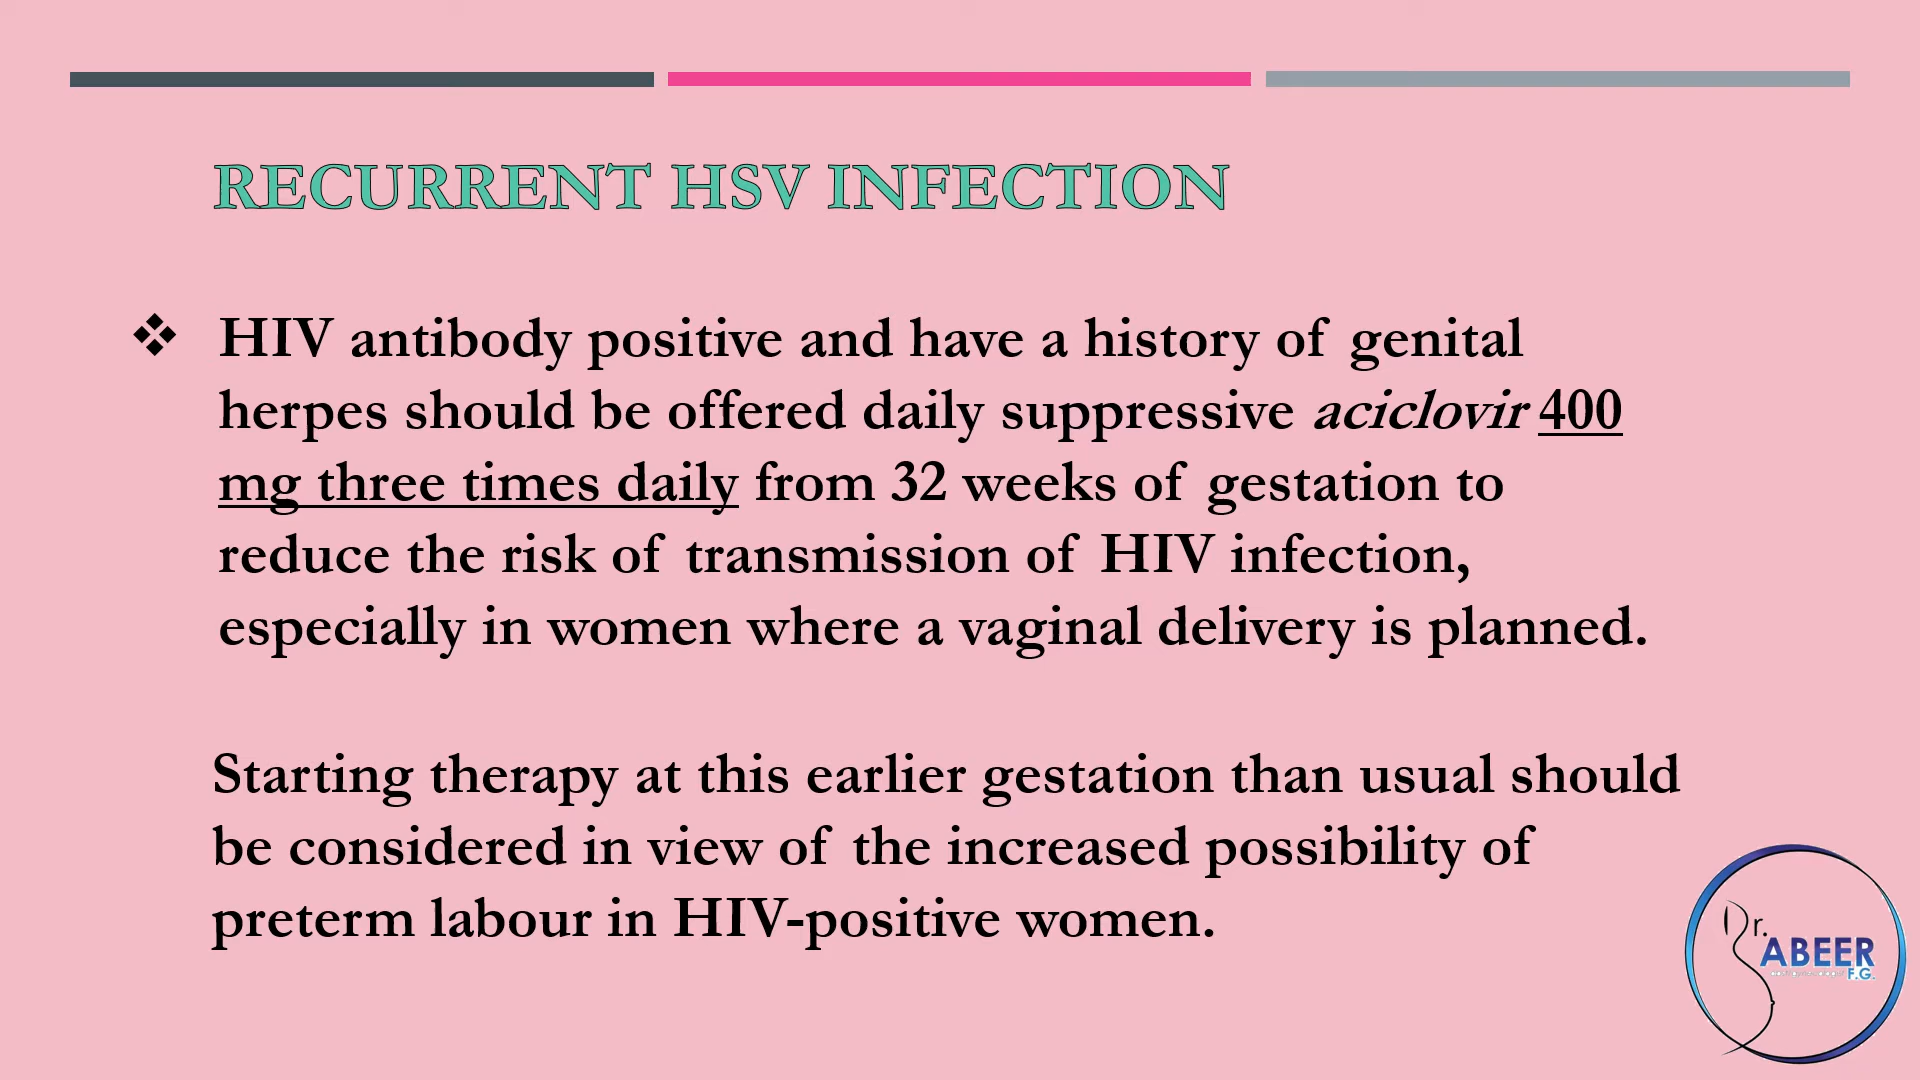 RECURRENT HSV INFECTION
❖ HIV antibody positive and have a history of genital
herpes should be offered daily suppressive aciclovir 400
mg three times daily from 32 weeks of gestation to
reduce the risk of transmission of HIV infection,
especially in women where a vaginal delivery is planned.
Starting therapy at this earlier gestation than usual should
be considered in view of the increased possibility of
preterm labour in HIV-positive women.
Dr.
ABEER
F.G.